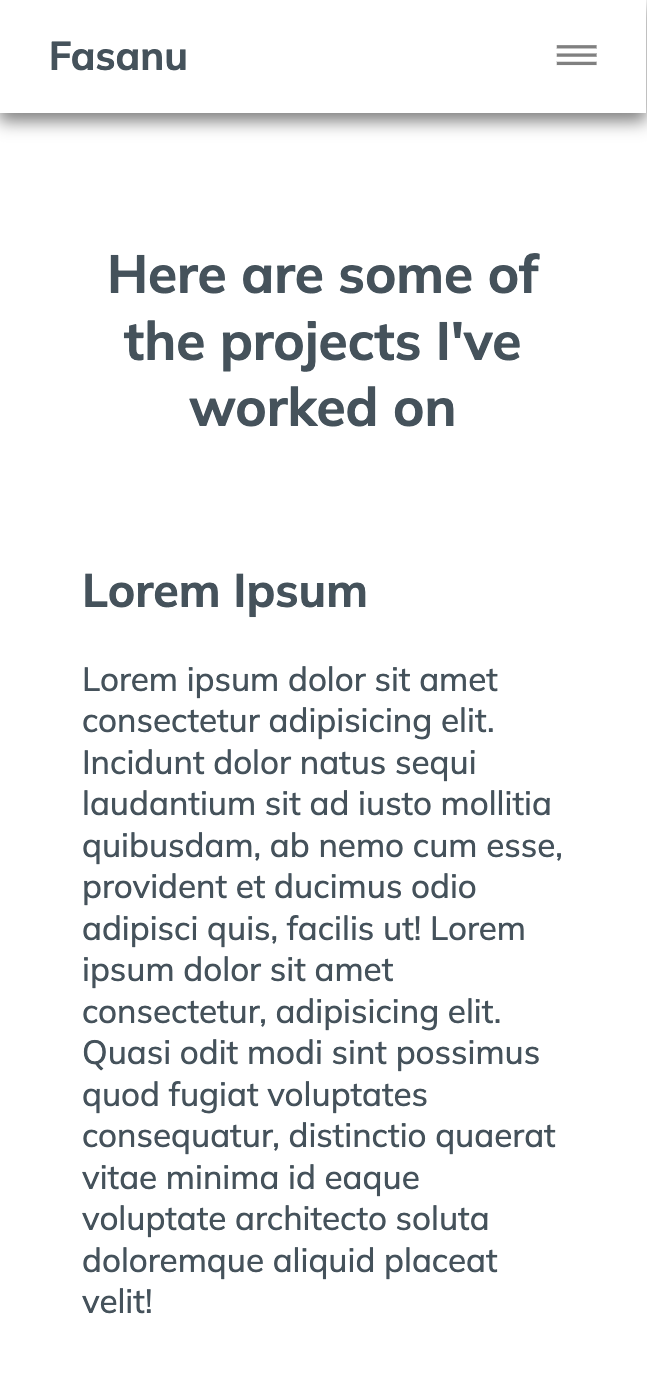 Fasanu
Here are some of
the projects I've
worked on
Lorem Ipsum
Lorem ipsum dolor sit amet
consectetur adipisicing elit.
Incidunt dolor natus sequi
laudantium sit ad iusto mollitia
quibusdam, ab nemo cum esse,
provident et ducimus odio
adipisci quis, facilis ut! Lorem
ipsum dolor sit amet
consectetur, adipisicing elit.
Quasi odit modi sint possimus
quod fugiat voluptates
consequatur, distinctio quaerat
vitae minima id eaque
voluptate architecto soluta
doloremque aliquid placeat
velit!